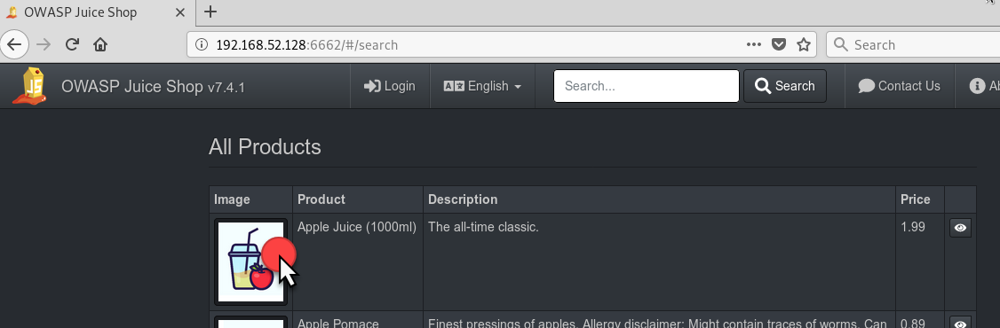 OWASP Juice Shop
192.168.52.128:6662/#/search
Search
OWASP Juice Shop v7.4.1
Login
English
Search...
Search
Contact Us
All Products
Image Product Description Price
Apple Juice (1000ml) The all-time classic. 1.99
Apple Pomace Finest pressings of apples. Allergy disclaimer: Might contain traces of worms. Can 0.89